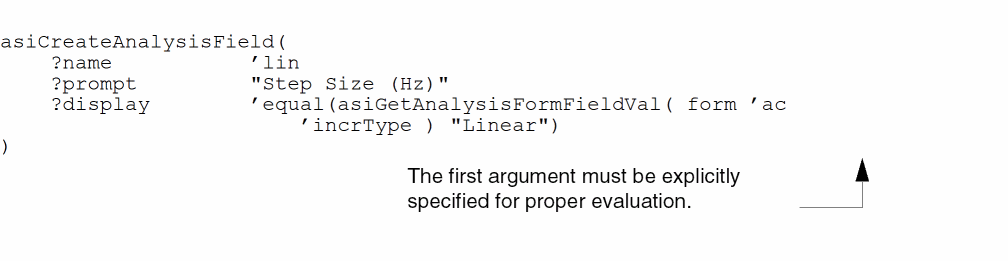 asiCreateAnalysisField(
?name ’lin
?prompt "Step Size (Hz)"
?display ’equal(asiGetAnalysisFormFieldVal( form ’ac
’incrType ) "Linear")
)
The first argument must be explicitly
specified for proper evaluation.